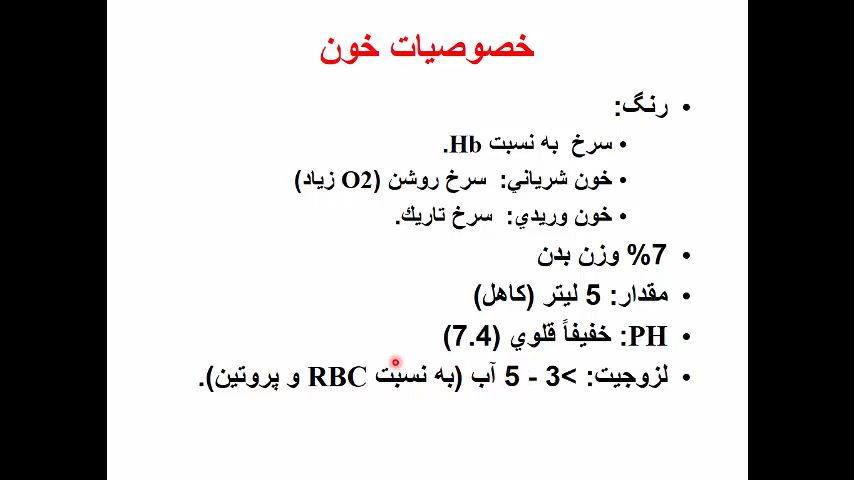 خصوصيات خون
• رنگ:
• سرخ به نسبت Hb.
• خون شرياني: سرخ روشن (O2 زياد)
• خون وريدي: سرخ تاريك.
• 7% وزن بدن
• مقدار: 5 ليتر (كاهل)
• PH: خفيفاً قلوي (7.4)
• لزوجيت: >3 - 5 آب (به نسبت RBC و پروتين).